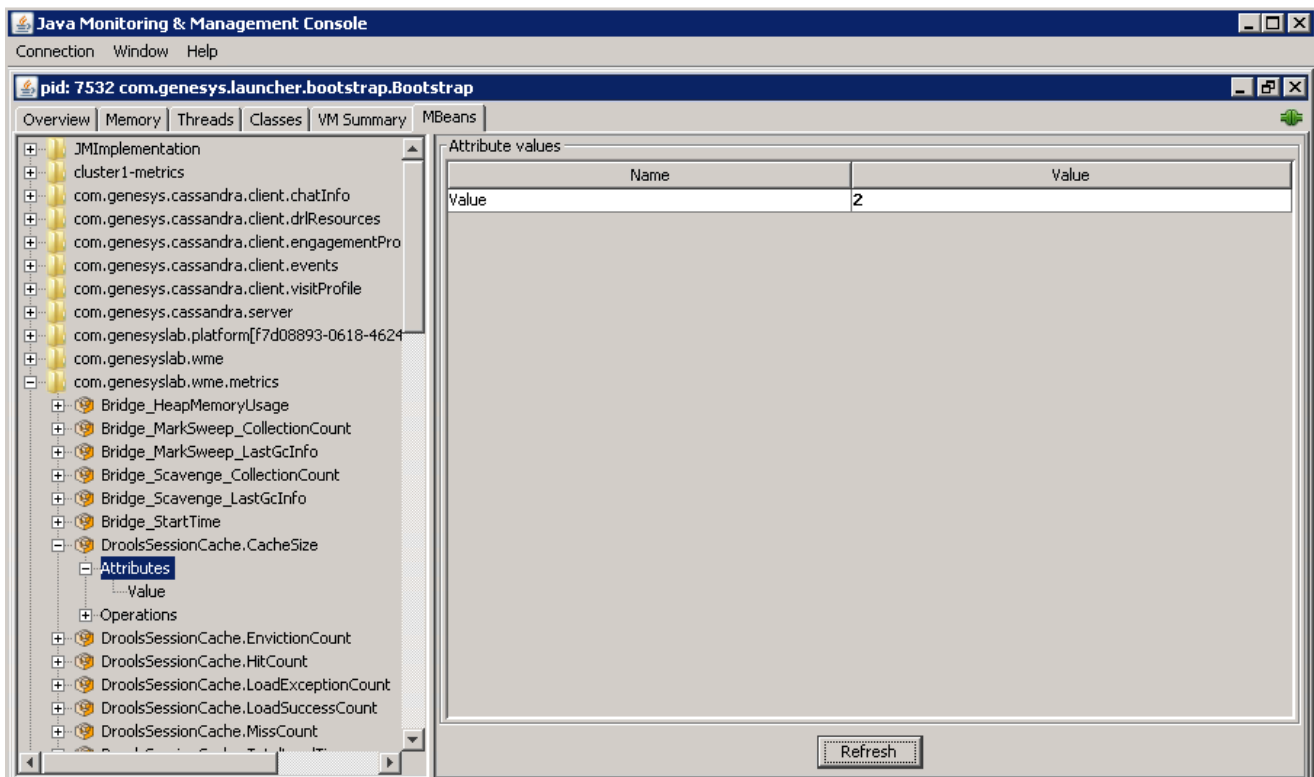 Java Monitoring & Management Console
Connection Window Help
pid: 7532 com.genesys.launcher.bootstrap.Bootstrap
Overview Memory Threads Classes VM Summary MBeans
JMImplementation
cluster1-metrics
com.genesys.cassandra.client.chatInfo
com.genesys.cassandra.client.drlResources
com.genesys.cassandra.client.engagementPro
com.genesys.cassandra.client.events
com.genesys.cassandra.client.visitProfile
com.genesys.cassandra.server
com.genesyslab.platform[f7d08893-0618-4624
com.genesyslab.wme
com.genesyslab.wme.metrics
Bridge_HeapMemoryUsage
Bridge_MarkSweep_CollectionCount
Bridge_MarkSweep_LastGcInfo
Bridge_Scavenge_CollectionCount
Bridge_Scavenge_LastGcInfo
Bridge_StartTime
DroolsSessionCache.CacheSize
Attributes
Value
Operations
DroolsSessionCache.EnvictionCount
DroolsSessionCache.HitCount
DroolsSessionCache.LoadExceptionCount
DroolsSessionCache.LoadSuccessCount
DroolsSessionCache.MissCount
Attribute values
Name Value
Value 2
Refresh